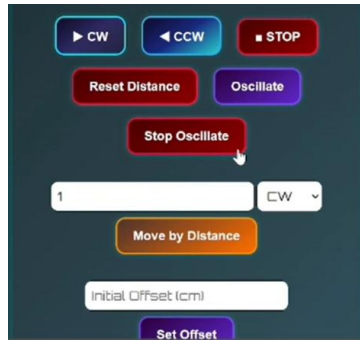 ▶ CW ◀ CCW ■ STOP
Reset Distance Oscillate
Stop Oscillate
1 CW
Move by Distance
Initial Offset (cm)
Set Offset